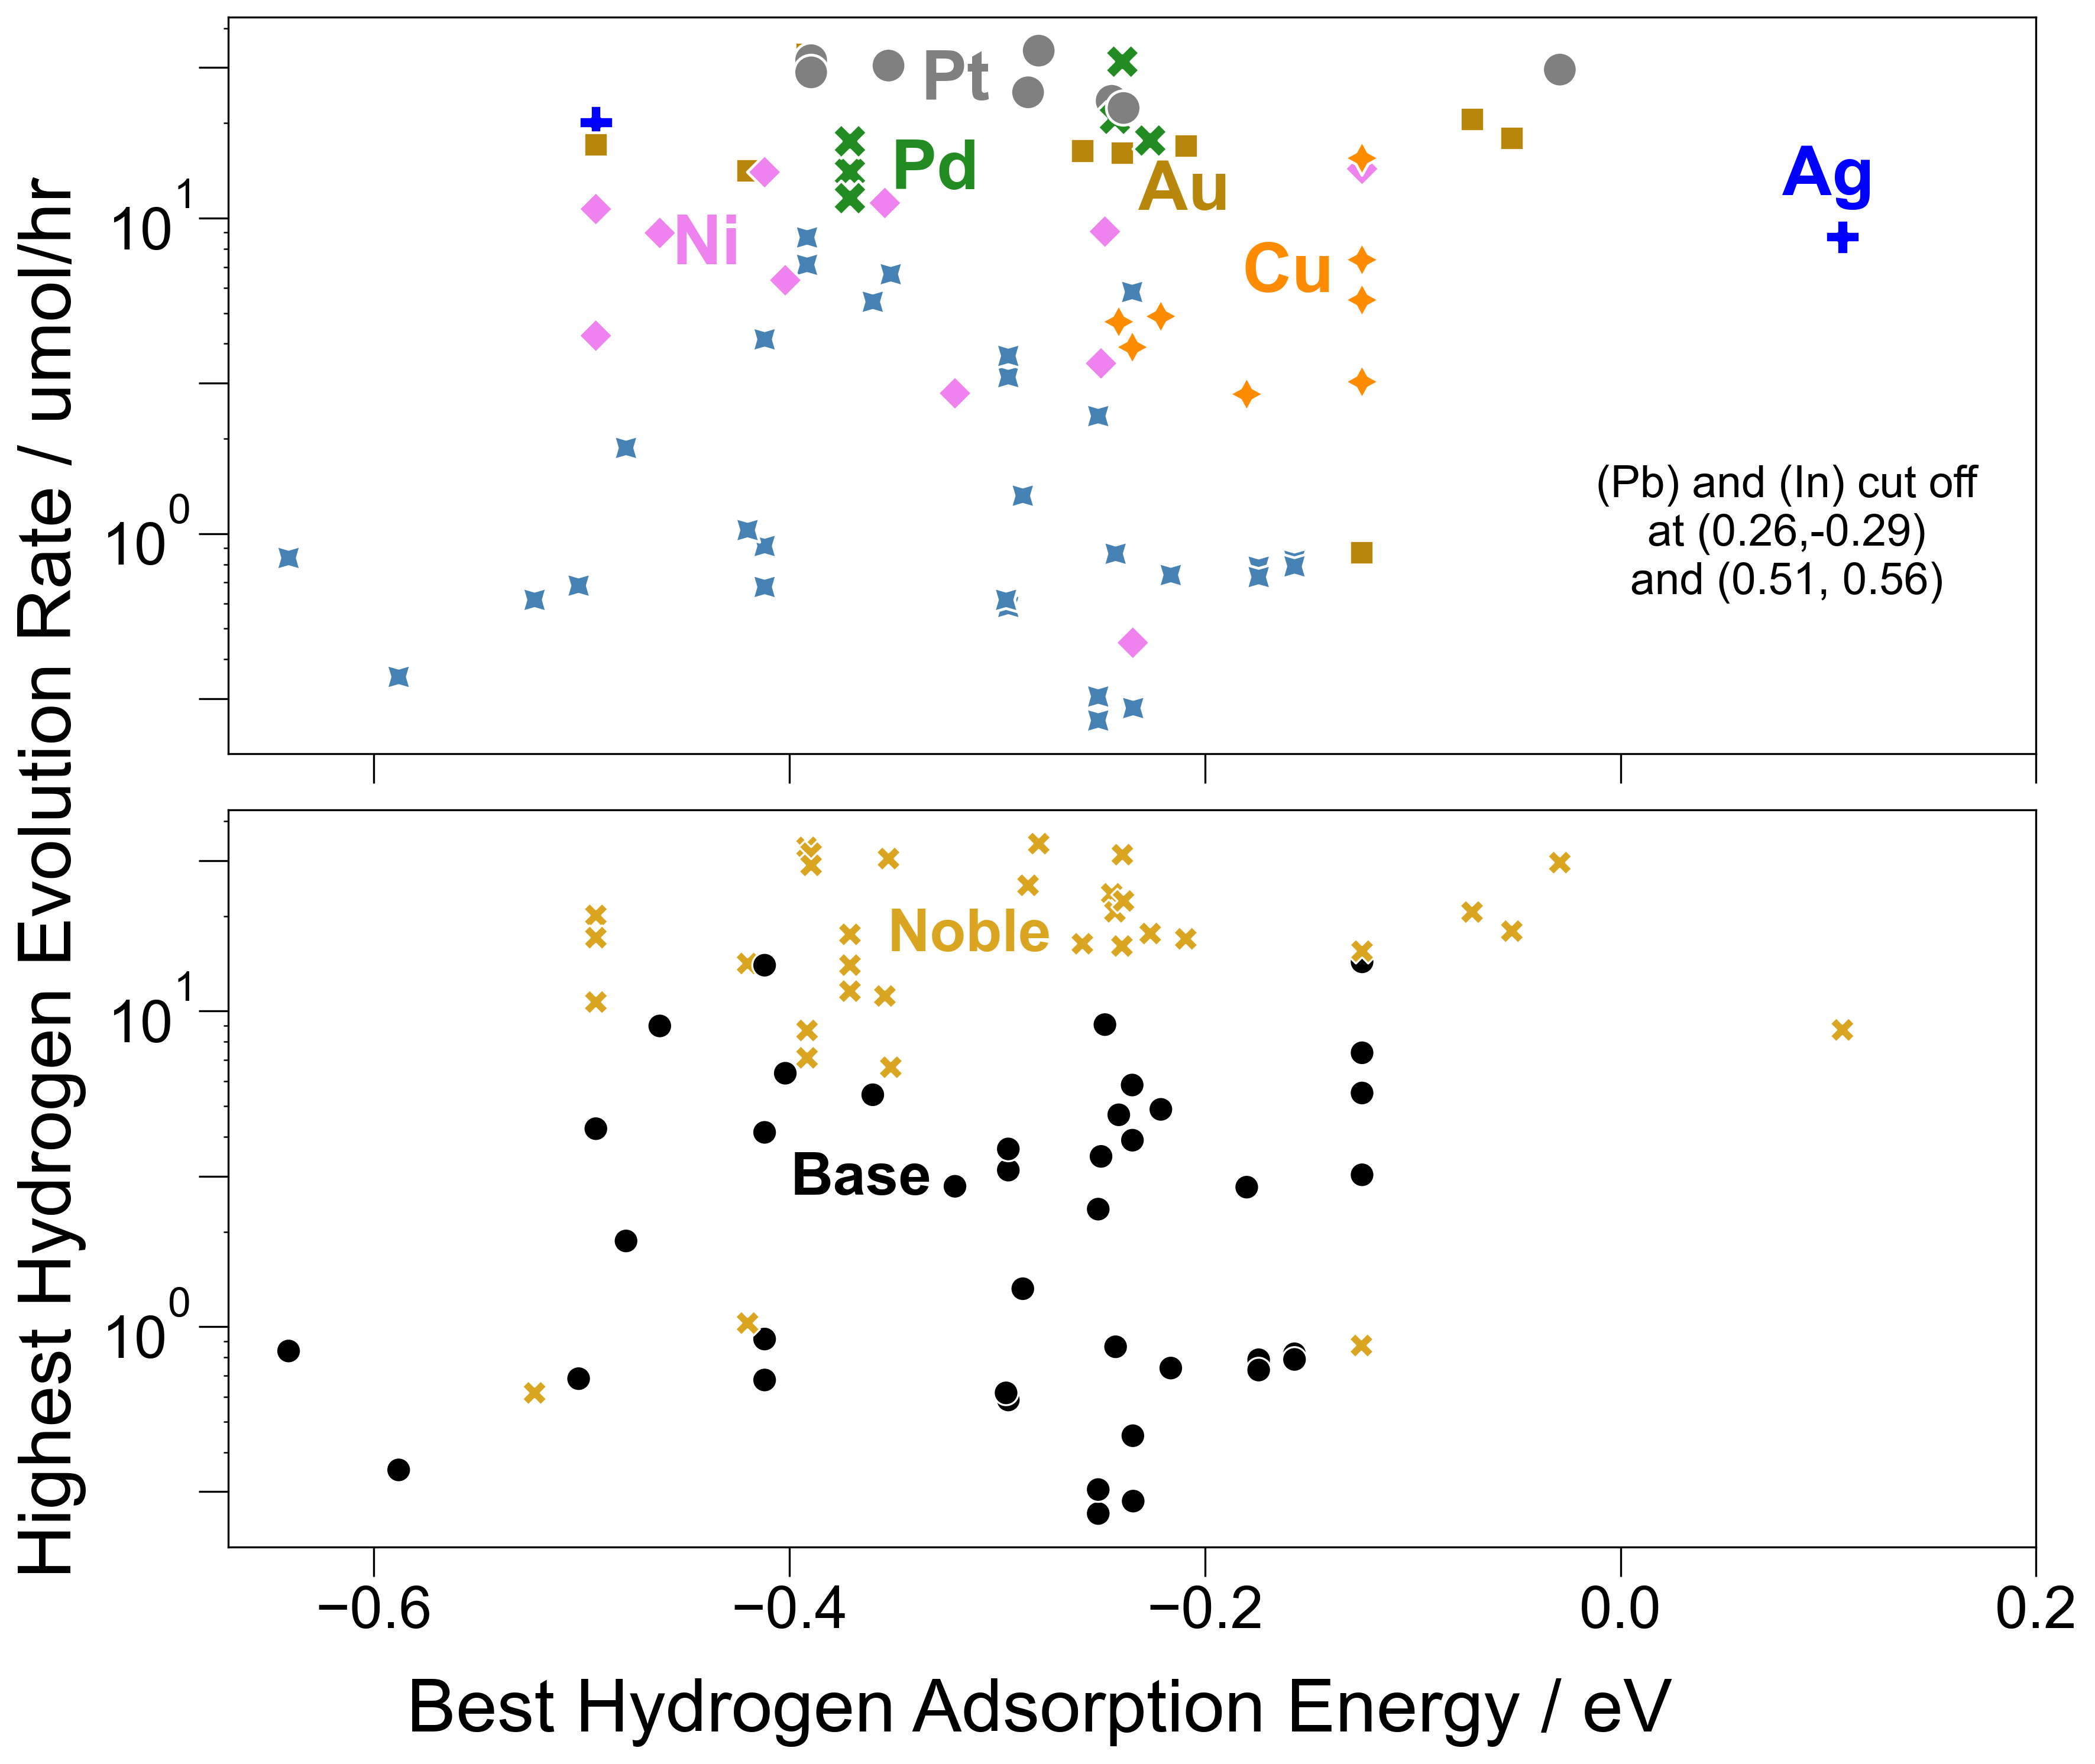 Highest Hydrogen Evolution Rate / umol/hr
10^1
10^0
Pt
Pd
Ni
Au
Cu
Ag
(Pb) and (In) cut off
at (0.26,-0.29)
and (0.51, 0.56)
10^1
10^0
Noble
Base
−0.6 −0.4 −0.2 0.0 0.2
Best Hydrogen Adsorption Energy / eV